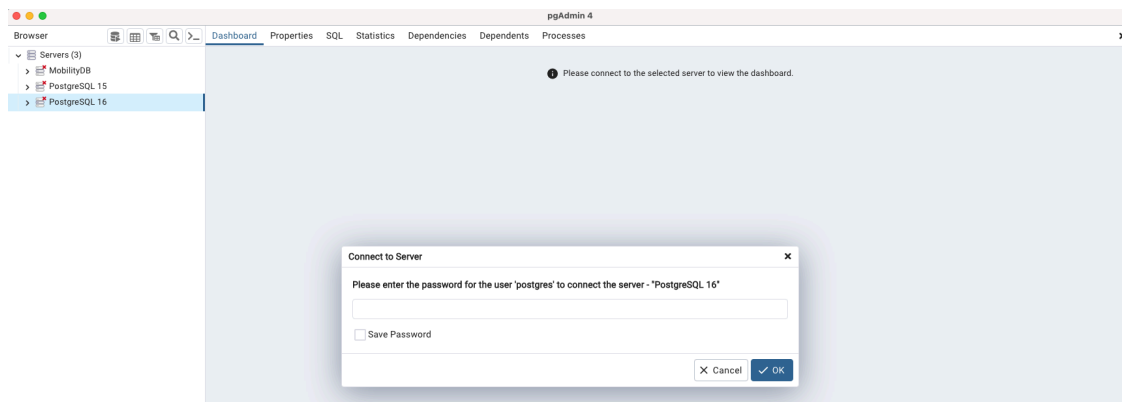 pgAdmin 4
Browser
Dashboard Properties SQL Statistics Dependencies Dependents Processes
Servers (3)
MobilityDB
PostgreSQL 15
PostgreSQL 16
Please connect to the selected server to view the dashboard.
Connect to Server
Please enter the password for the user 'postgres' to connect the server - "PostgreSQL 16"
Save Password
Cancel OK